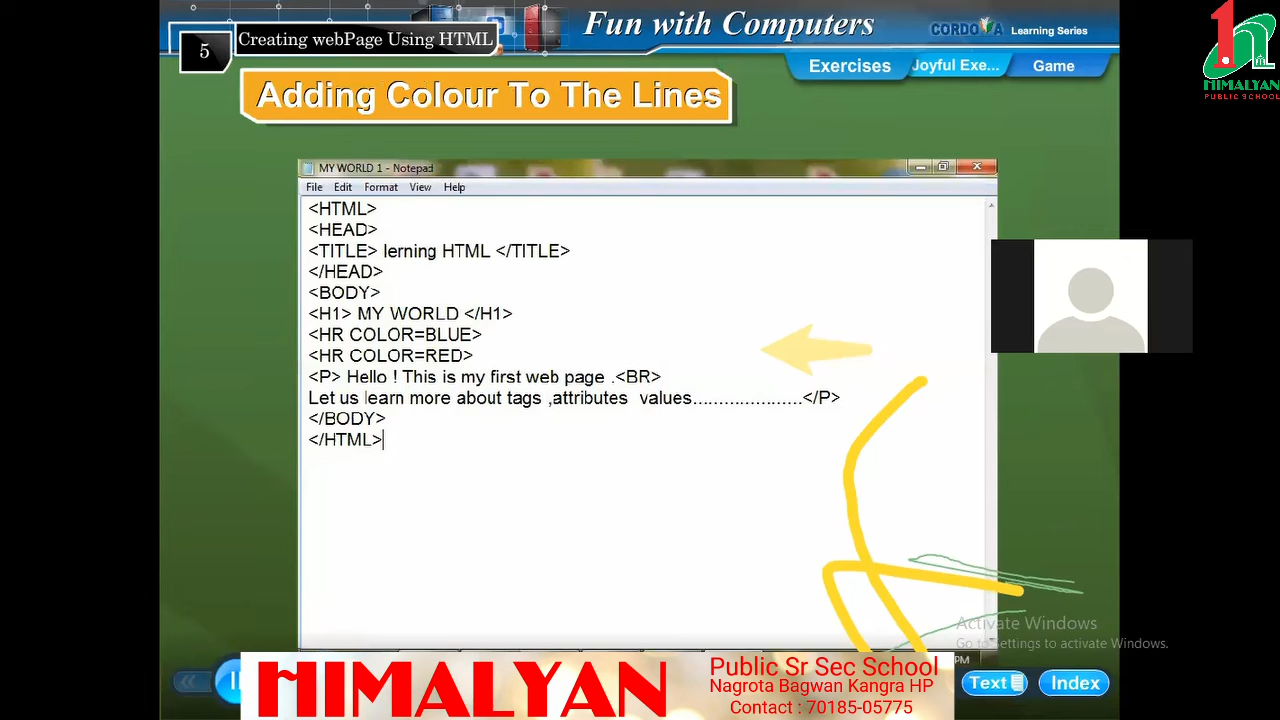 5
Creating webPage Using HTML
Fun with Computers
CORDOVA Learning Series
Exercises
Joyful Exe...
Game
HIMALYAN
PUBLIC SCHOOL
Adding Colour To The Lines
MY WORLD 1 - Notepad
File Edit Format View Help
<HTML>
<HEAD>
<TITLE> lerning HTML </TITLE>
</HEAD>
<BODY>
<H1> MY WORLD </H1>
<HR COLOR=BLUE>
<HR COLOR=RED>
<P> Hello ! This is my first web page .<BR>
Let us learn more about tags ,attributes  values.....................</P>
</BODY>
</HTML>
Activate Windows
Go to Settings to activate Windows.
PM
HIMALYAN
Public Sr Sec School
Nagrota Bagwan Kangra HP
Contact : 70185-05775
Text
Index